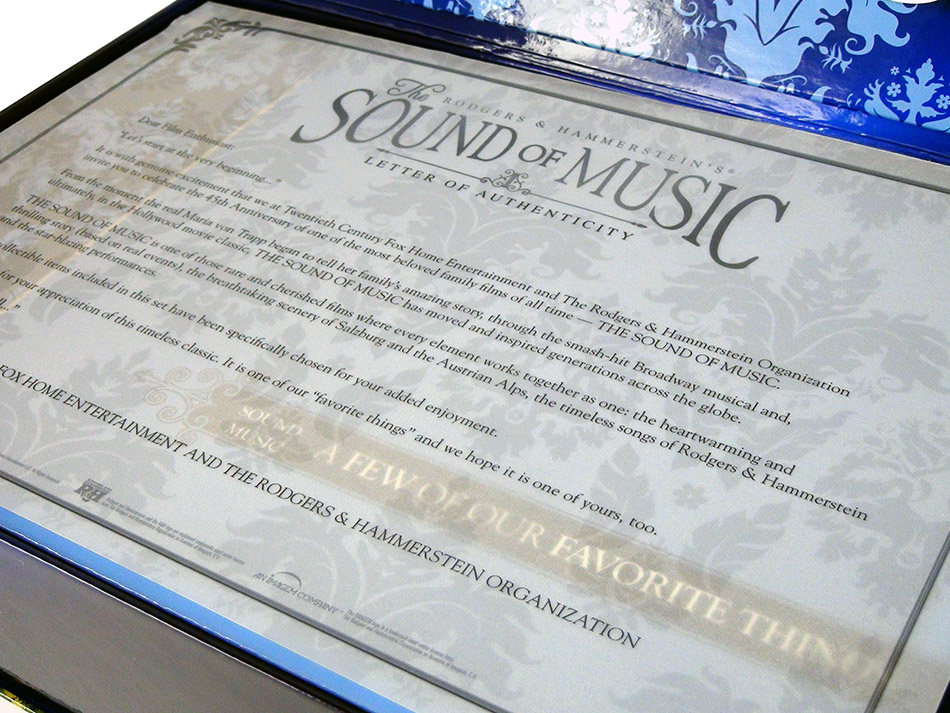 The RODGERS & HAMMERSTEIN'S®
SOUND OF MUSIC
LETTER OF AUTHENTICITY
Dear Film Enthusiast:
"Let's start at the very beginning..."
It is with genuine excitement that we at Twentieth Century Fox Home Entertainment and The Rodgers & Hammerstein Organization
invite you to celebrate the 45th Anniversary of one of the most beloved family films of all time — THE SOUND OF MUSIC.
From the moment the real Maria von Trapp began to tell her family's amazing story, through the smash-hit Broadway musical and,
ultimately, in the Hollywood movie classic, THE SOUND OF MUSIC has moved and inspired generations across the globe.
THE SOUND OF MUSIC is one of those rare and cherished films where every element works together as one: the heartwarming and
thrilling story (based on real events), the breathtaking scenery of Salzburg and the Austrian Alps, the timeless songs of Rodgers & Hammerstein
and the star-blazing performances.
items included in this set have been specifically chosen for your added enjoyment.
for your appreciation of this timeless classic. It is one of our "favorite things" and we hope it is one of yours, too.
FOX HOME ENTERTAINMENT AND THE RODGERS & HAMMERSTEIN ORGANIZATION
SOUND
MUSIC
A FEW OF OUR FAVORITE THINGS
AN IMAGEM COMPANY